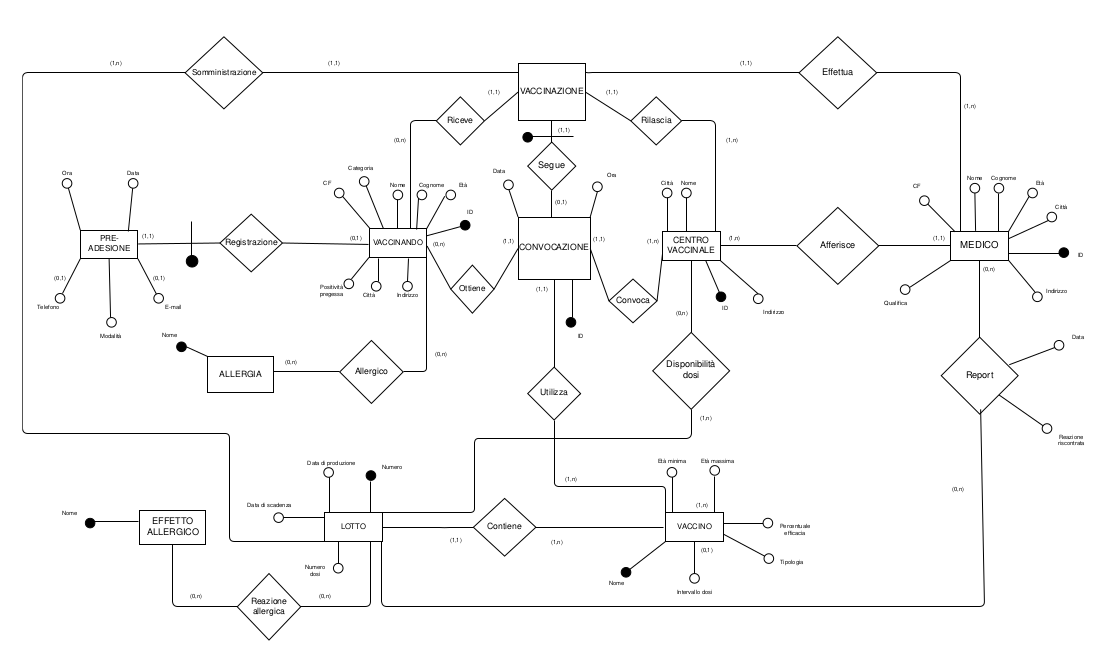 (1,n)
Somministrazione
(1,1)
VACCINAZIONE
(1,1)
Effettua
(1,1)
(1,1)
Riceve
Rilascia
(1,n)
(0,n)
(1,1)
(1,n)
Segue
Ora
Data
CF
Categoria
Nome
Cognome
Età
ID
Data
Ora
(0,1)
Città
Nome
CF
Nome
Cognome
Età
Città
PRE-
ADESIONE
(1,1)
Registrazione
(0,1)
VACCINANDO
(0,n)
(1,1)
CONVOCAZIONE
(1,1)
(1,n)
CENTRO
VACCINALE
(1,n)
Afferisce
(1,1)
MEDICO
ID
(0,n)
(0,1)
(0,1)
Telefono
E-mail
Modalità
Positività
pregessa
Città
Indirizzo
Ottiene
(1,1)
ID
Convoca
(0,n)
ID
Indirizzo
Qualifica
Indirizzo
Nome
ALLERGIA
(0,n)
Allergico
(0,n)
Utilizza
Disponibilità
dosi
(1,n)
Report
Data
Reazione
riscontrata
Data di produzione
Numero
Data di scadenza
(1,n)
Età minima
Età massima
(1,n)
(0,n)
Nome
EFFETTO
ALLERGICO
LOTTO
(1,1)
Contiene
(1,n)
VACCINO
Percentuale
efficacia
Tipologia
(0,1)
Numero
dosi
Nome
Intervallo dosi
(0,n)
Reazione
allergica
(0,n)